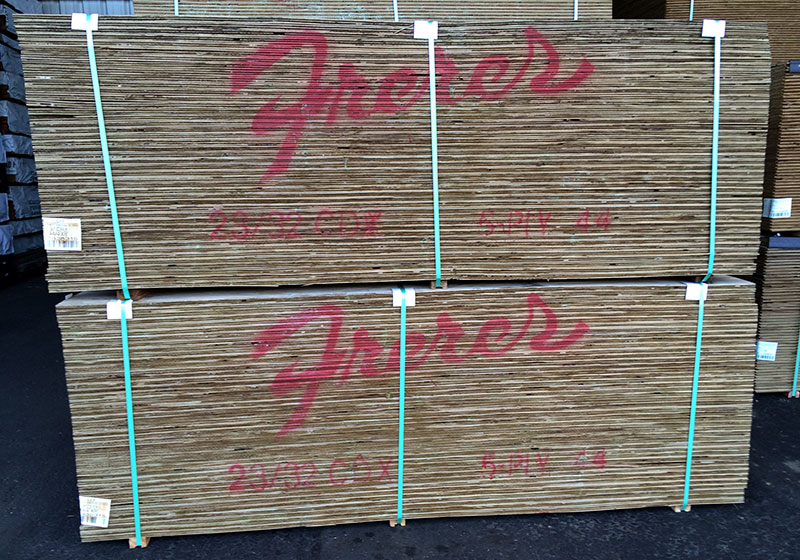 Freres
23/32 CDX 5-PLY 44
Freres
23/32 CDX 5-PLY 44